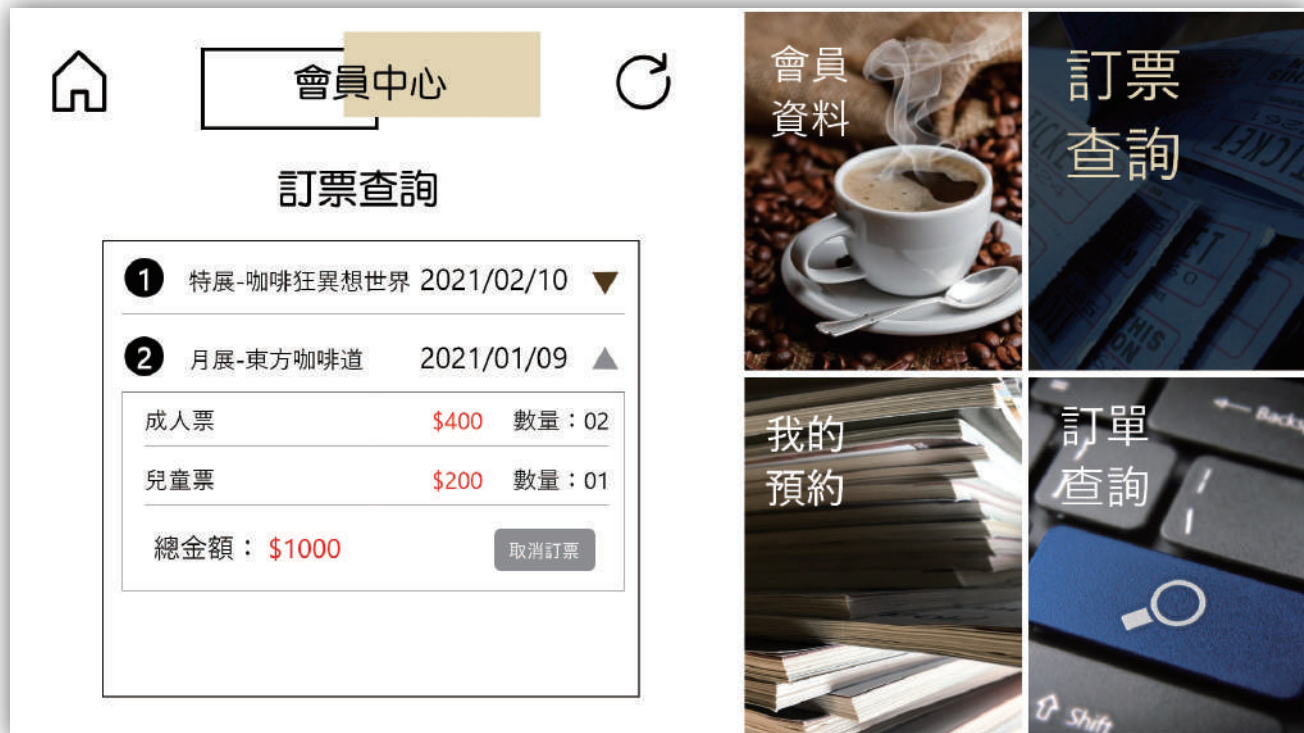 會員中心
訂票查詢
1 特展-咖啡狂異想世界 2021/02/10
2 月展-東方咖啡道 2021/01/09
成人票 $400 數量：02
兒童票 $200 數量：01
總金額： $1000 取消訂票
會員
資料
訂票
查詢
TICKET
THIS
我的
預約
訂單
查詢
Shift